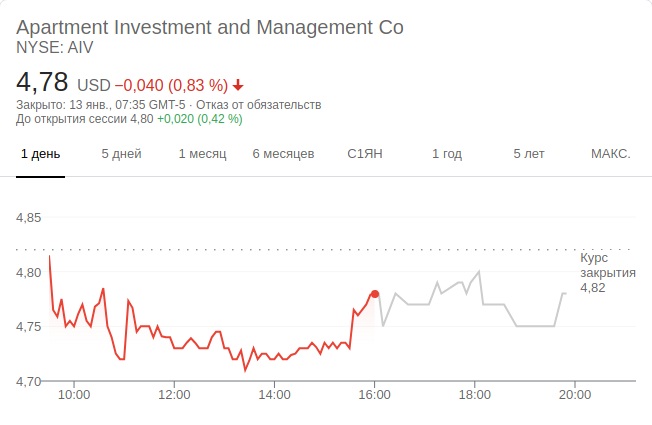 Apartment Investment and Management Co
NYSE: AIV
4,78 USD −0,040 (0,83 %)
Закрыто: 13 янв., 07:35 GMT-5 · Отказ от обязательств
До открытия сессии 4,80 +0,020 (0,42 %)
1 день 5 дней 1 месяц 6 месяцев С1ЯН 1 год 5 лет МАКС.
4,85
Курс
закрытия
4,82
4,80
4,75
4,70
10:00 12:00 14:00 16:00 18:00 20:00